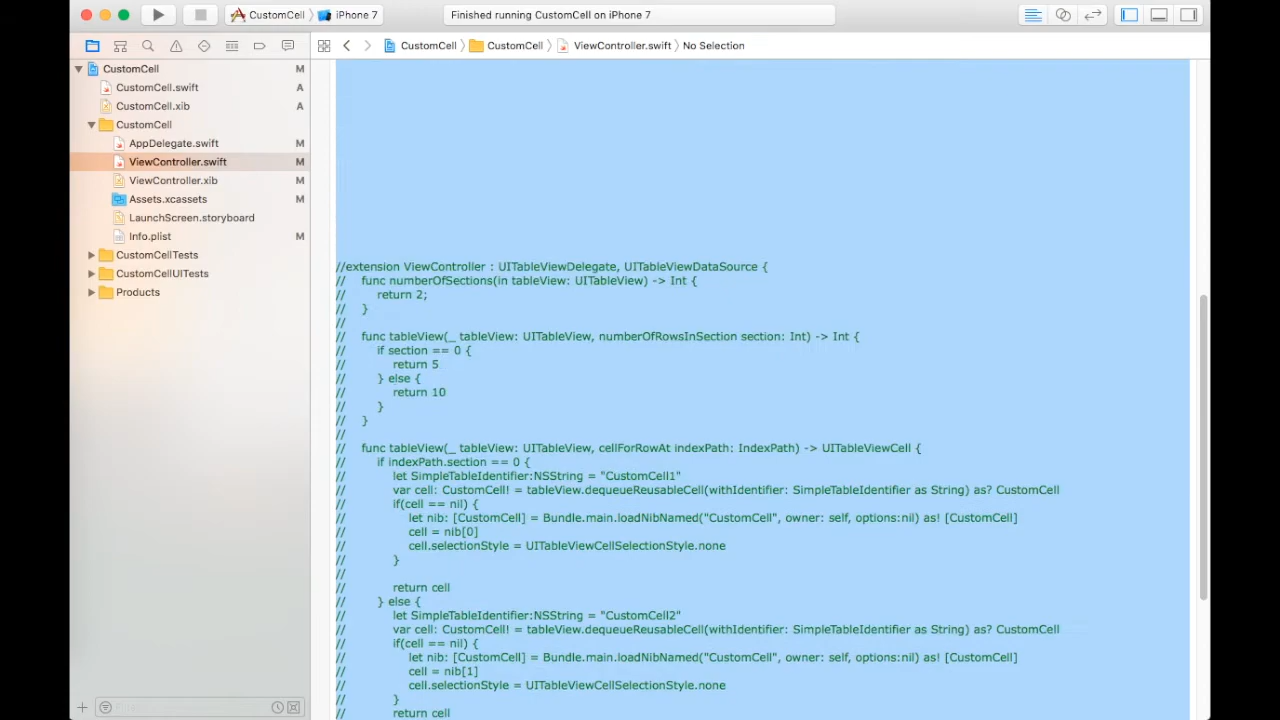 CustomCell
iPhone 7
Finished running CustomCell on iPhone 7
CustomCell
CustomCell
ViewController.swift
No Selection
CustomCell M
CustomCell.swift A
CustomCell.xib A
CustomCell
AppDelegate.swift M
ViewController.swift M
ViewController.xib M
Assets.xcassets M
LaunchScreen.storyboard
Info.plist M
CustomCellTests
CustomCellUITests
Products
//extension ViewController : UITableViewDelegate, UITableViewDataSource {
// func numberOfSections(in tableView: UITableView) -> Int {
// return 2;
// }
//
// func tableView(_ tableView: UITableView, numberOfRowsInSection section: Int) -> Int {
// if section == 0 {
// return 5
// } else {
// return 10
// }
// }
//
// func tableView(_ tableView: UITableView, cellForRowAt indexPath: IndexPath) -> UITableViewCell {
// if indexPath.section == 0 {
// let SimpleTableIdentifier:NSString = "CustomCell1"
// var cell: CustomCell! = tableView.dequeueReusableCell(withIdentifier: SimpleTableIdentifier as String) as? CustomCell
// if(cell == nil) {
// let nib: [CustomCell] = Bundle.main.loadNibNamed("CustomCell", owner: self, options:nil) as! [CustomCell]
// cell = nib[0]
// cell.selectionStyle = UITableViewCellSelectionStyle.none
// }
//
// return cell
// } else {
// let SimpleTableIdentifier:NSString = "CustomCell2"
// var cell: CustomCell! = tableView.dequeueReusableCell(withIdentifier: SimpleTableIdentifier as String) as? CustomCell
// if(cell == nil) {
// let nib: [CustomCell] = Bundle.main.loadNibNamed("CustomCell", owner: self, options:nil) as! [CustomCell]
// cell = nib[1]
// cell.selectionStyle = UITableViewCellSelectionStyle.none
// }
// return cell